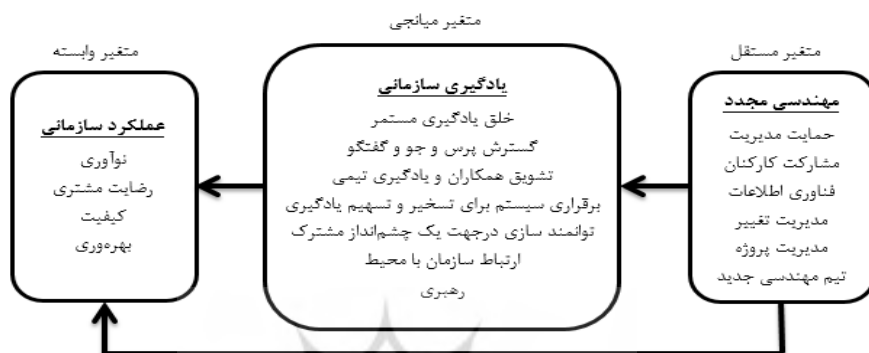 متغیر مستقل
مهندسی مجدد
حمایت مدیریت
مشارکت کارکنان
فناوری اطلاعات
مدیریت تغییر
مدیریت پروژه
تیم مهندسی جدید
متغیر میانجی
یادگیری سازمانی
خلق یادگیری مستمر
گسترش پرس و جو و گفتگو
تشویق همکاران و یادگیری تیمی
برقراری سیستم برای تسخیر و تسهیم یادگیری
توانمند سازی درجهت یک چشم‌انداز مشترک
ارتباط سازمان با محیط
رهبری
متغیر وابسته
عملکرد سازمانی
نوآوری
رضایت مشتری
کیفیت
بهره‌وری